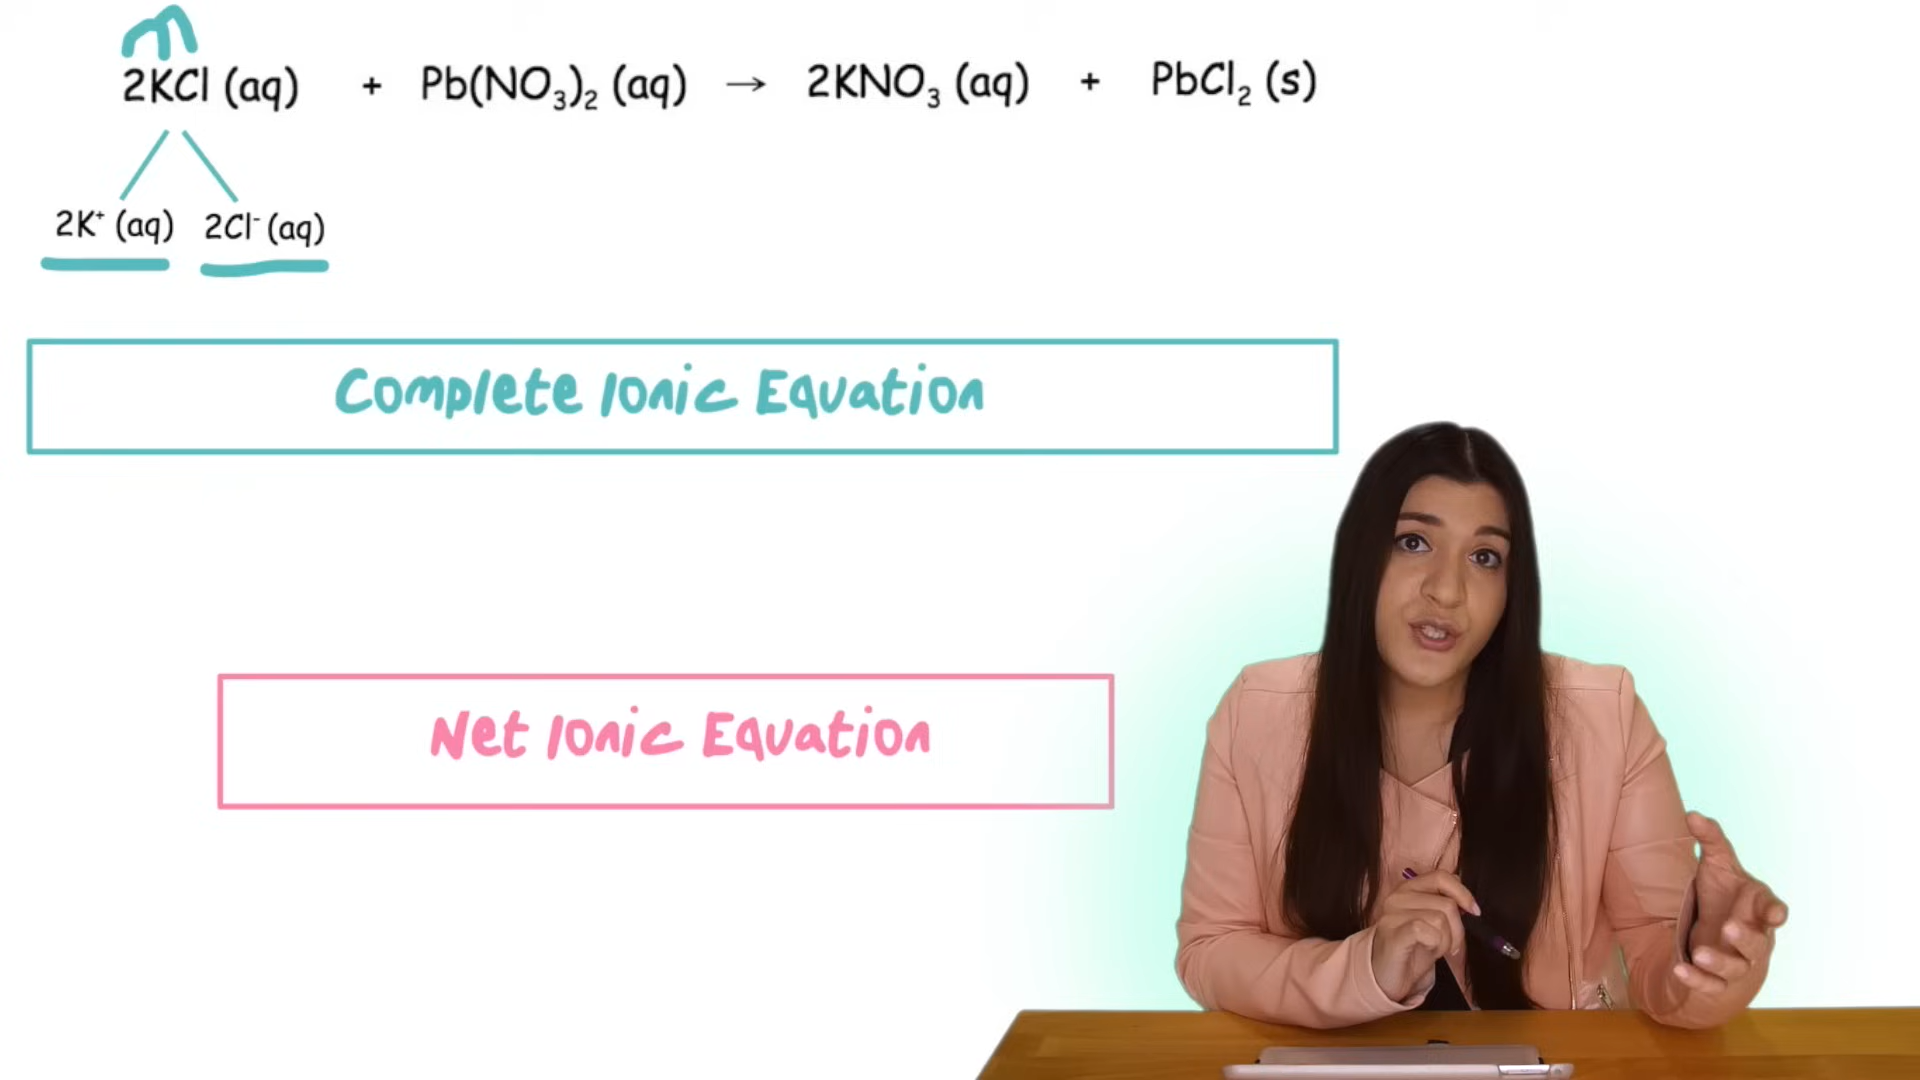 2KCl (aq) + Pb(NO₃)₂ (aq) → 2KNO₃ (aq) + PbCl₂ (s)
2K⁺ (aq) 2Cl⁻ (aq)
Complete Ionic Equation
Net Ionic Equation